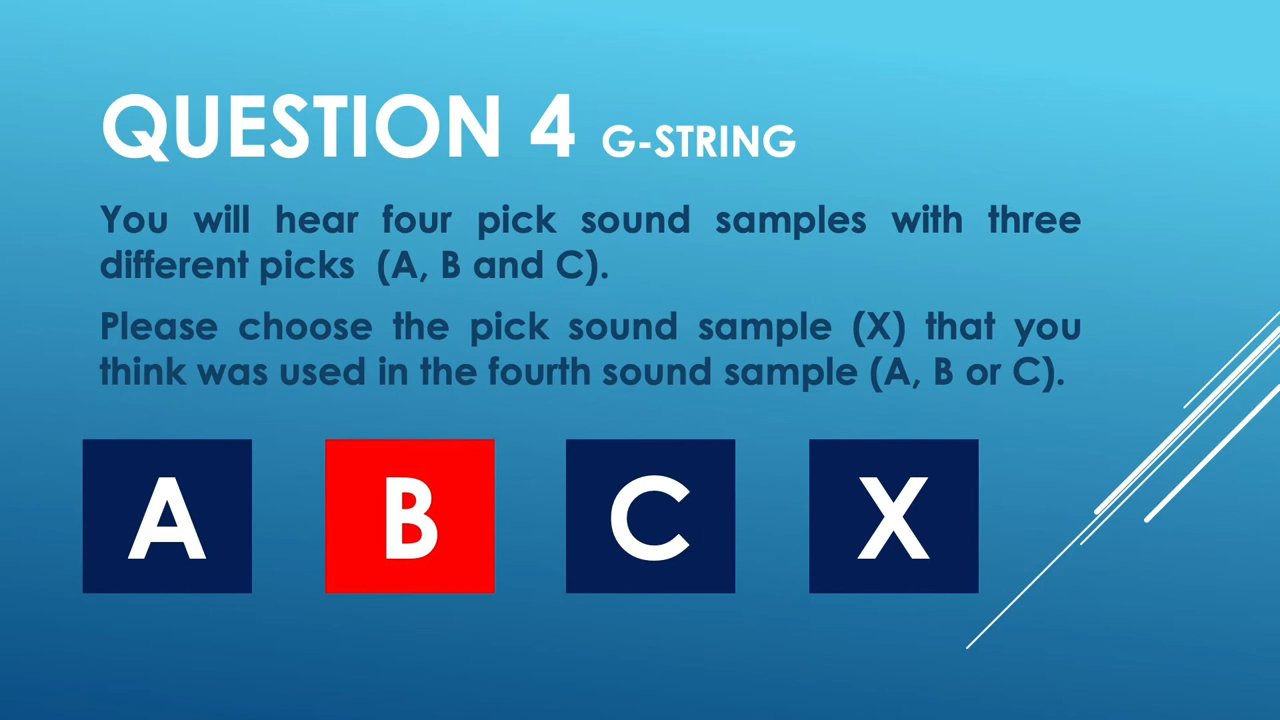 QUESTION 4 G-STRING
You will hear four pick sound samples with three
different picks (A, B and C).
Please choose the pick sound sample (X) that you
think was used in the fourth sound sample (A, B or C).
A B C X